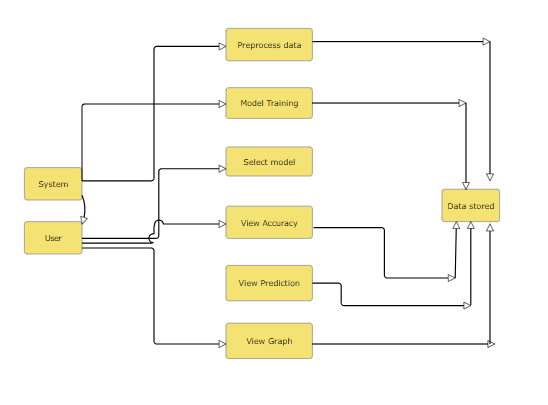 Preprocess data
Model Training
Select model
System
Data stored
View Accuracy
User
View Prediction
View Graph